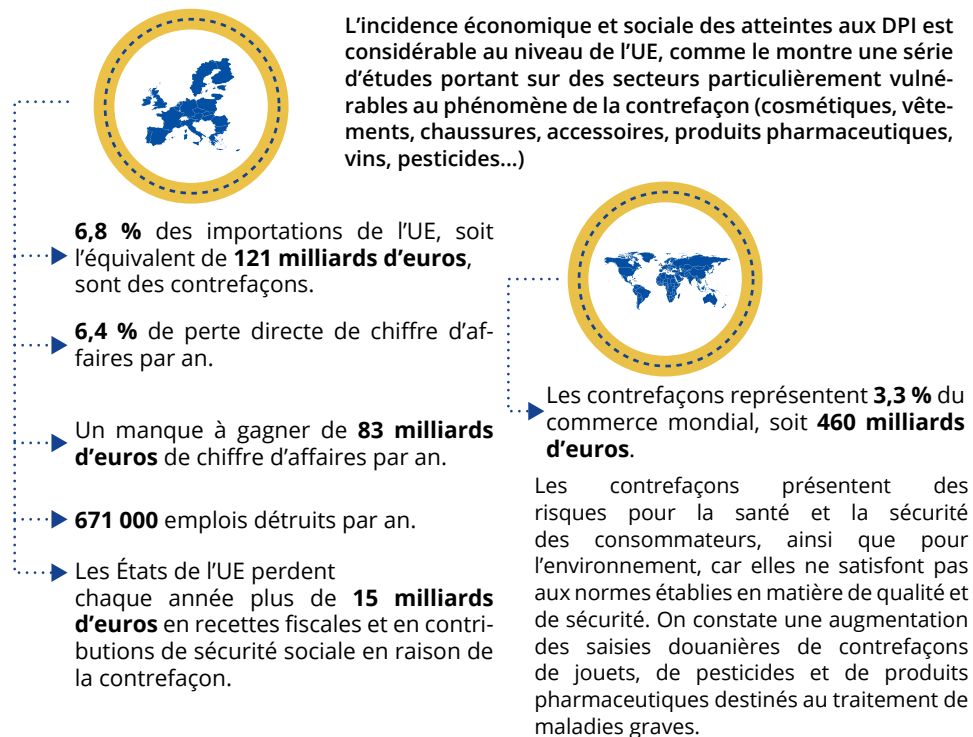 L’incidence économique et sociale des atteintes aux DPI est
considérable au niveau de l’UE, comme le montre une série
d’études portant sur des secteurs particulièrement vulné-
rables au phénomène de la contrefaçon (cosmétiques, vête-
ments, chaussures, accessoires, produits pharmaceutiques,
vins, pesticides...)
6,8 % des importations de l’UE, soit
l’équivalent de 121 milliards d’euros,
sont des contrefaçons.
6,4 % de perte directe de chiffre d’af-
faires par an.
Un manque à gagner de 83 milliards
d’euros de chiffre d’affaires par an.
671 000 emplois détruits par an.
Les États de l’UE perdent
chaque année plus de 15 milliards
d’euros en recettes fiscales et en contri-
butions de sécurité sociale en raison de
la contrefaçon.
Les contrefaçons représentent 3,3 % du
commerce mondial, soit 460 milliards
d’euros.
Les contrefaçons présentent des
risques pour la santé et la sécurité
des consommateurs, ainsi que pour
l’environnement, car elles ne satisfont pas
aux normes établies en matière de qualité et
de sécurité. On constate une augmentation
des saisies douanières de contrefaçons
de jouets, de pesticides et de produits
pharmaceutiques destinés au traitement de
maladies graves.